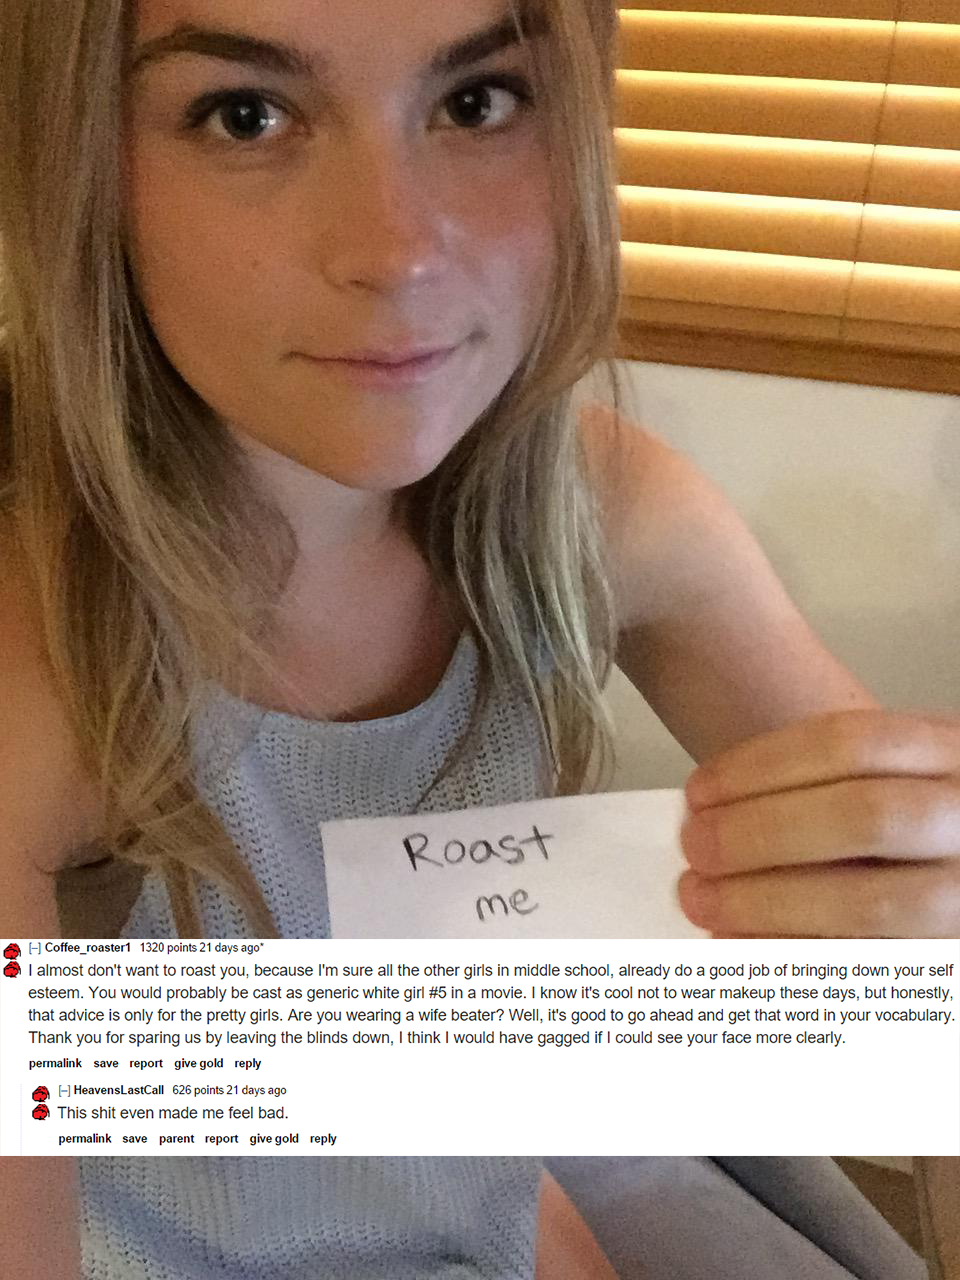 Roast
me
[–] Coffee_roaster1 1320 points 21 days ago*
I almost don't want to roast you, because I'm sure all the other girls in middle school, already do a good job of bringing down your self
esteem. You would probably be cast as generic white girl #5 in a movie. I know it's cool not to wear makeup these days, but honestly,
that advice is only for the pretty girls. Are you wearing a wife beater? Well, it's good to go ahead and get that word in your vocabulary.
Thank you for sparing us by leaving the blinds down, I think I would have gagged if I could see your face more clearly.
permalink save report give gold reply
[–] HeavensLastCall 626 points 21 days ago
This shit even made me feel bad.
permalink save parent report give gold reply